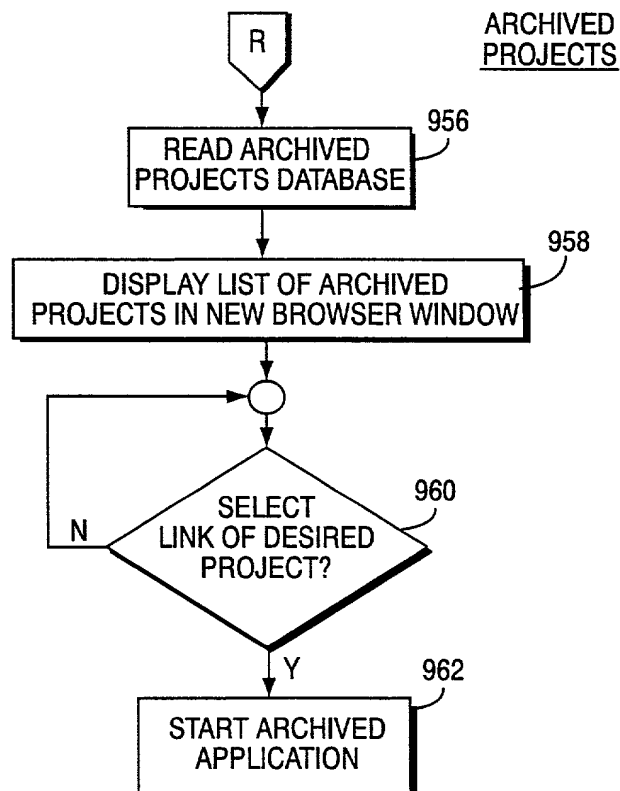 R
ARCHIVED
PROJECTS
956
READ ARCHIVED
PROJECTS DATABASE
958
DISPLAY LIST OF ARCHIVED
PROJECTS IN NEW BROWSER WINDOW
960
SELECT
LINK OF DESIRED
PROJECT?
N
Y
962
START ARCHIVED
APPLICATION